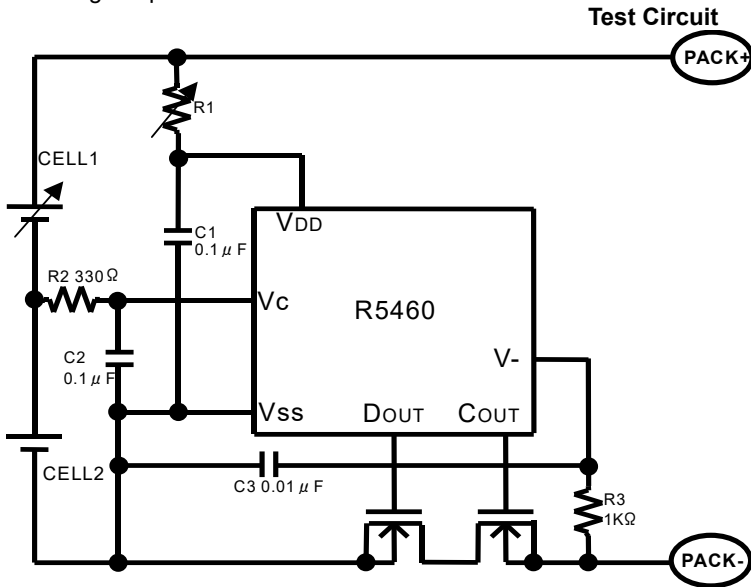 Test Circuit
PACK+
R1
CELL1
VDD
C1
0.1μF
R2 330Ω
Vc
R5460
C2
0.1μF
V-
Vss
DOUT COUT
CELL2
C3 0.01μF
R3
1KΩ
PACK-